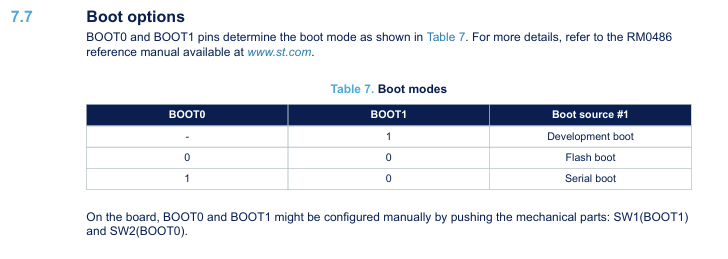 7.7 Boot options
BOOT0 and BOOT1 pins determine the boot mode as shown in Table 7. For more details, refer to the RM0486
reference manual available at www.st.com.
Table 7. Boot modes
BOOT0 BOOT1 Boot source #1
- 1 Development boot
0 0 Flash boot
1 0 Serial boot
On the board, BOOT0 and BOOT1 might be configured manually by pushing the mechanical parts: SW1(BOOT1)
and SW2(BOOT0).